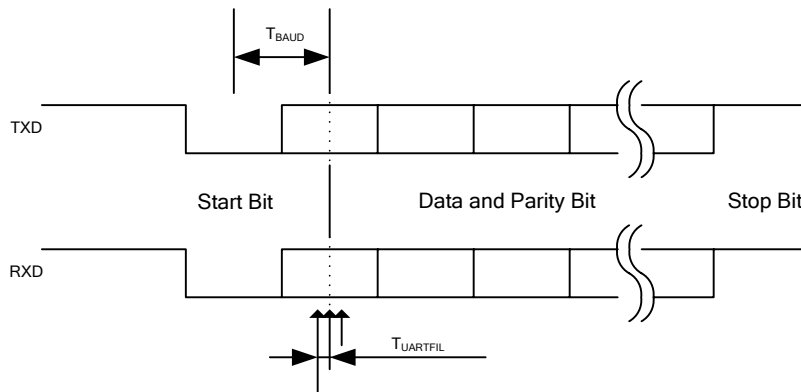 TBAUD
TXD
Start Bit
Data and Parity Bit
Stop Bit
RXD
TUARTFIL